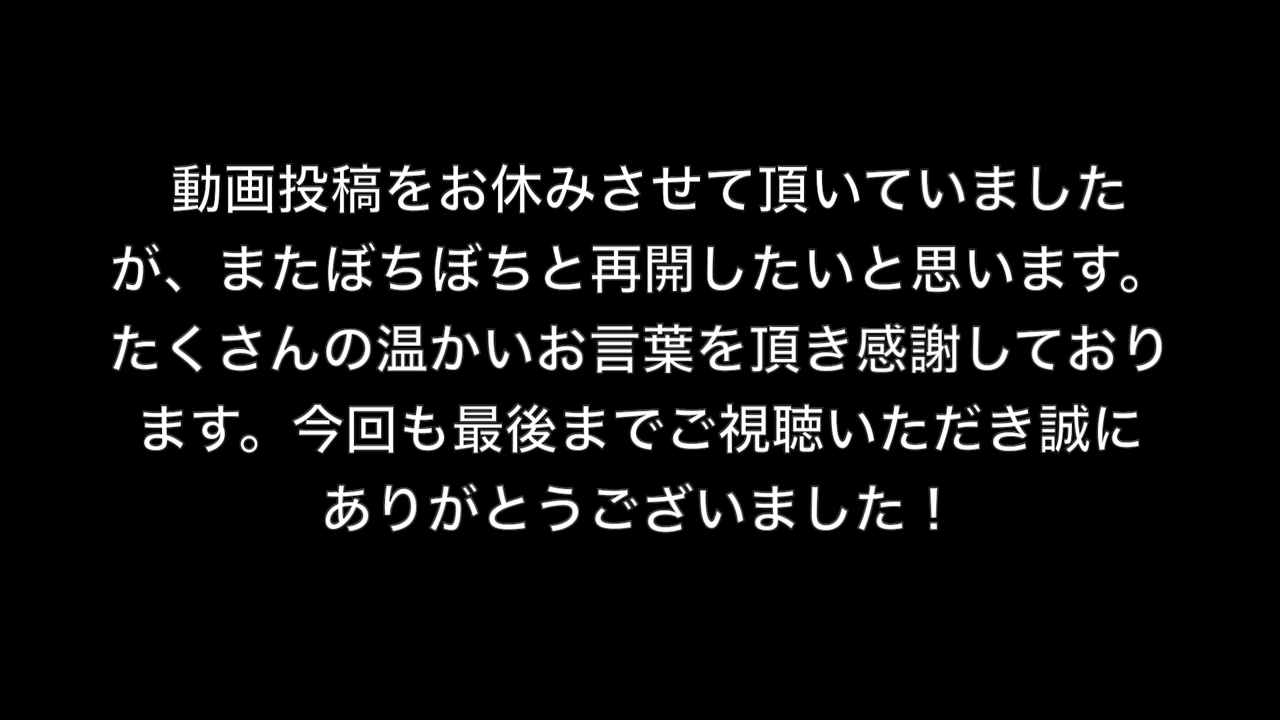 動画投稿をお休みさせて頂いていました
が、またぼちぼちと再開したいと思います。
たくさんの温かいお言葉を頂き感謝しており
ます。今回も最後までご視聴いただき誠に
ありがとうございました！